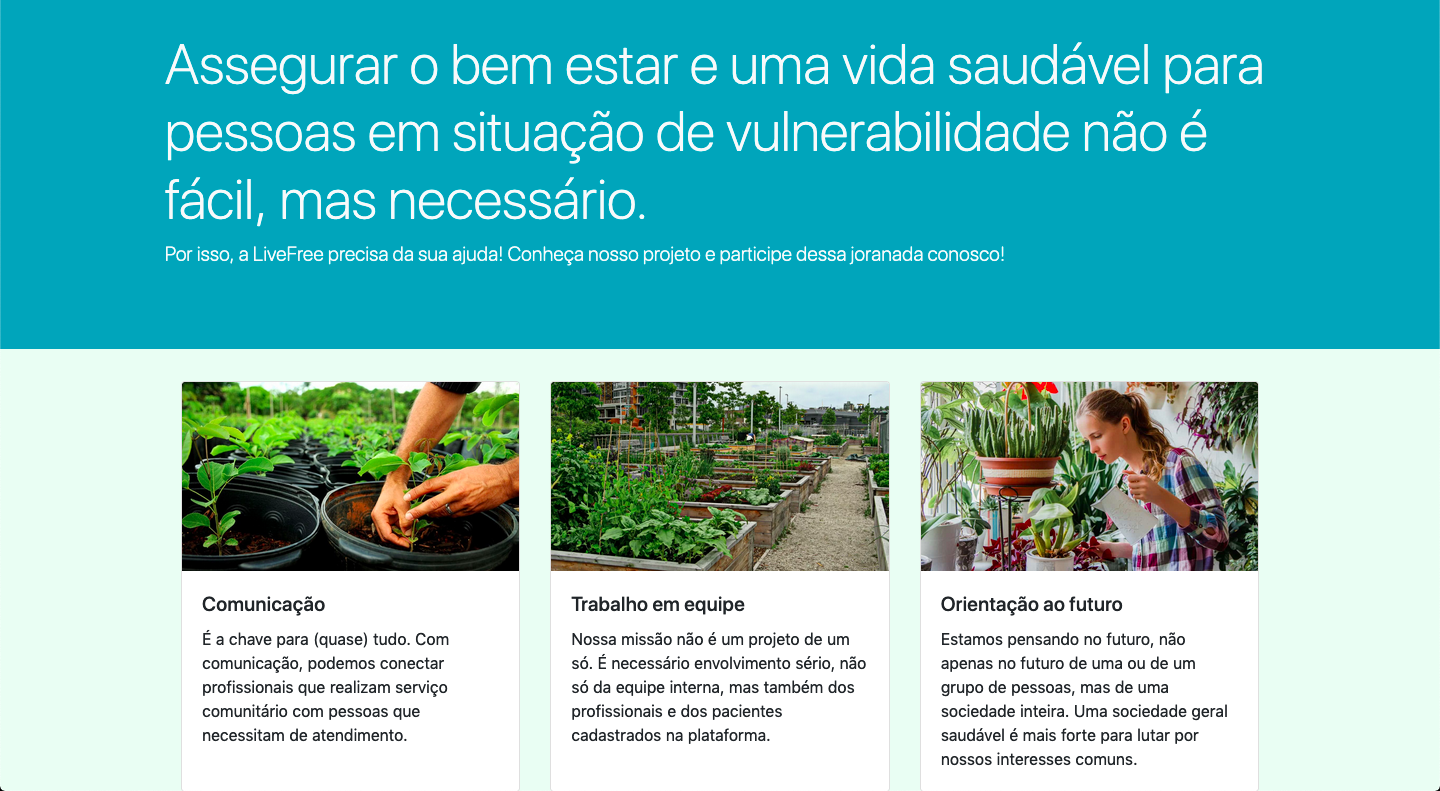 Assegurar o bem estar e uma vida saudável para
pessoas em situação de vulnerabilidade não é
fácil, mas necessário.
Por isso, a LiveFree precisa da sua ajuda! Conheça nosso projeto e participe dessa joranada conosco!
Comunicação
É a chave para (quase) tudo. Com
comunicação, podemos conectar
profissionais que realizam serviço
comunitário com pessoas que
necessitam de atendimento.
Trabalho em equipe
Nossa missão não é um projeto de um
só. É necessário envolvimento sério, não
só da equipe interna, mas também dos
profissionais e dos pacientes
cadastrados na plataforma.
Orientação ao futuro
Estamos pensando no futuro, não
apenas no futuro de uma ou de um
grupo de pessoas, mas de uma
sociedade inteira. Uma sociedade geral
saudável é mais forte para lutar por
nossos interesses comuns.